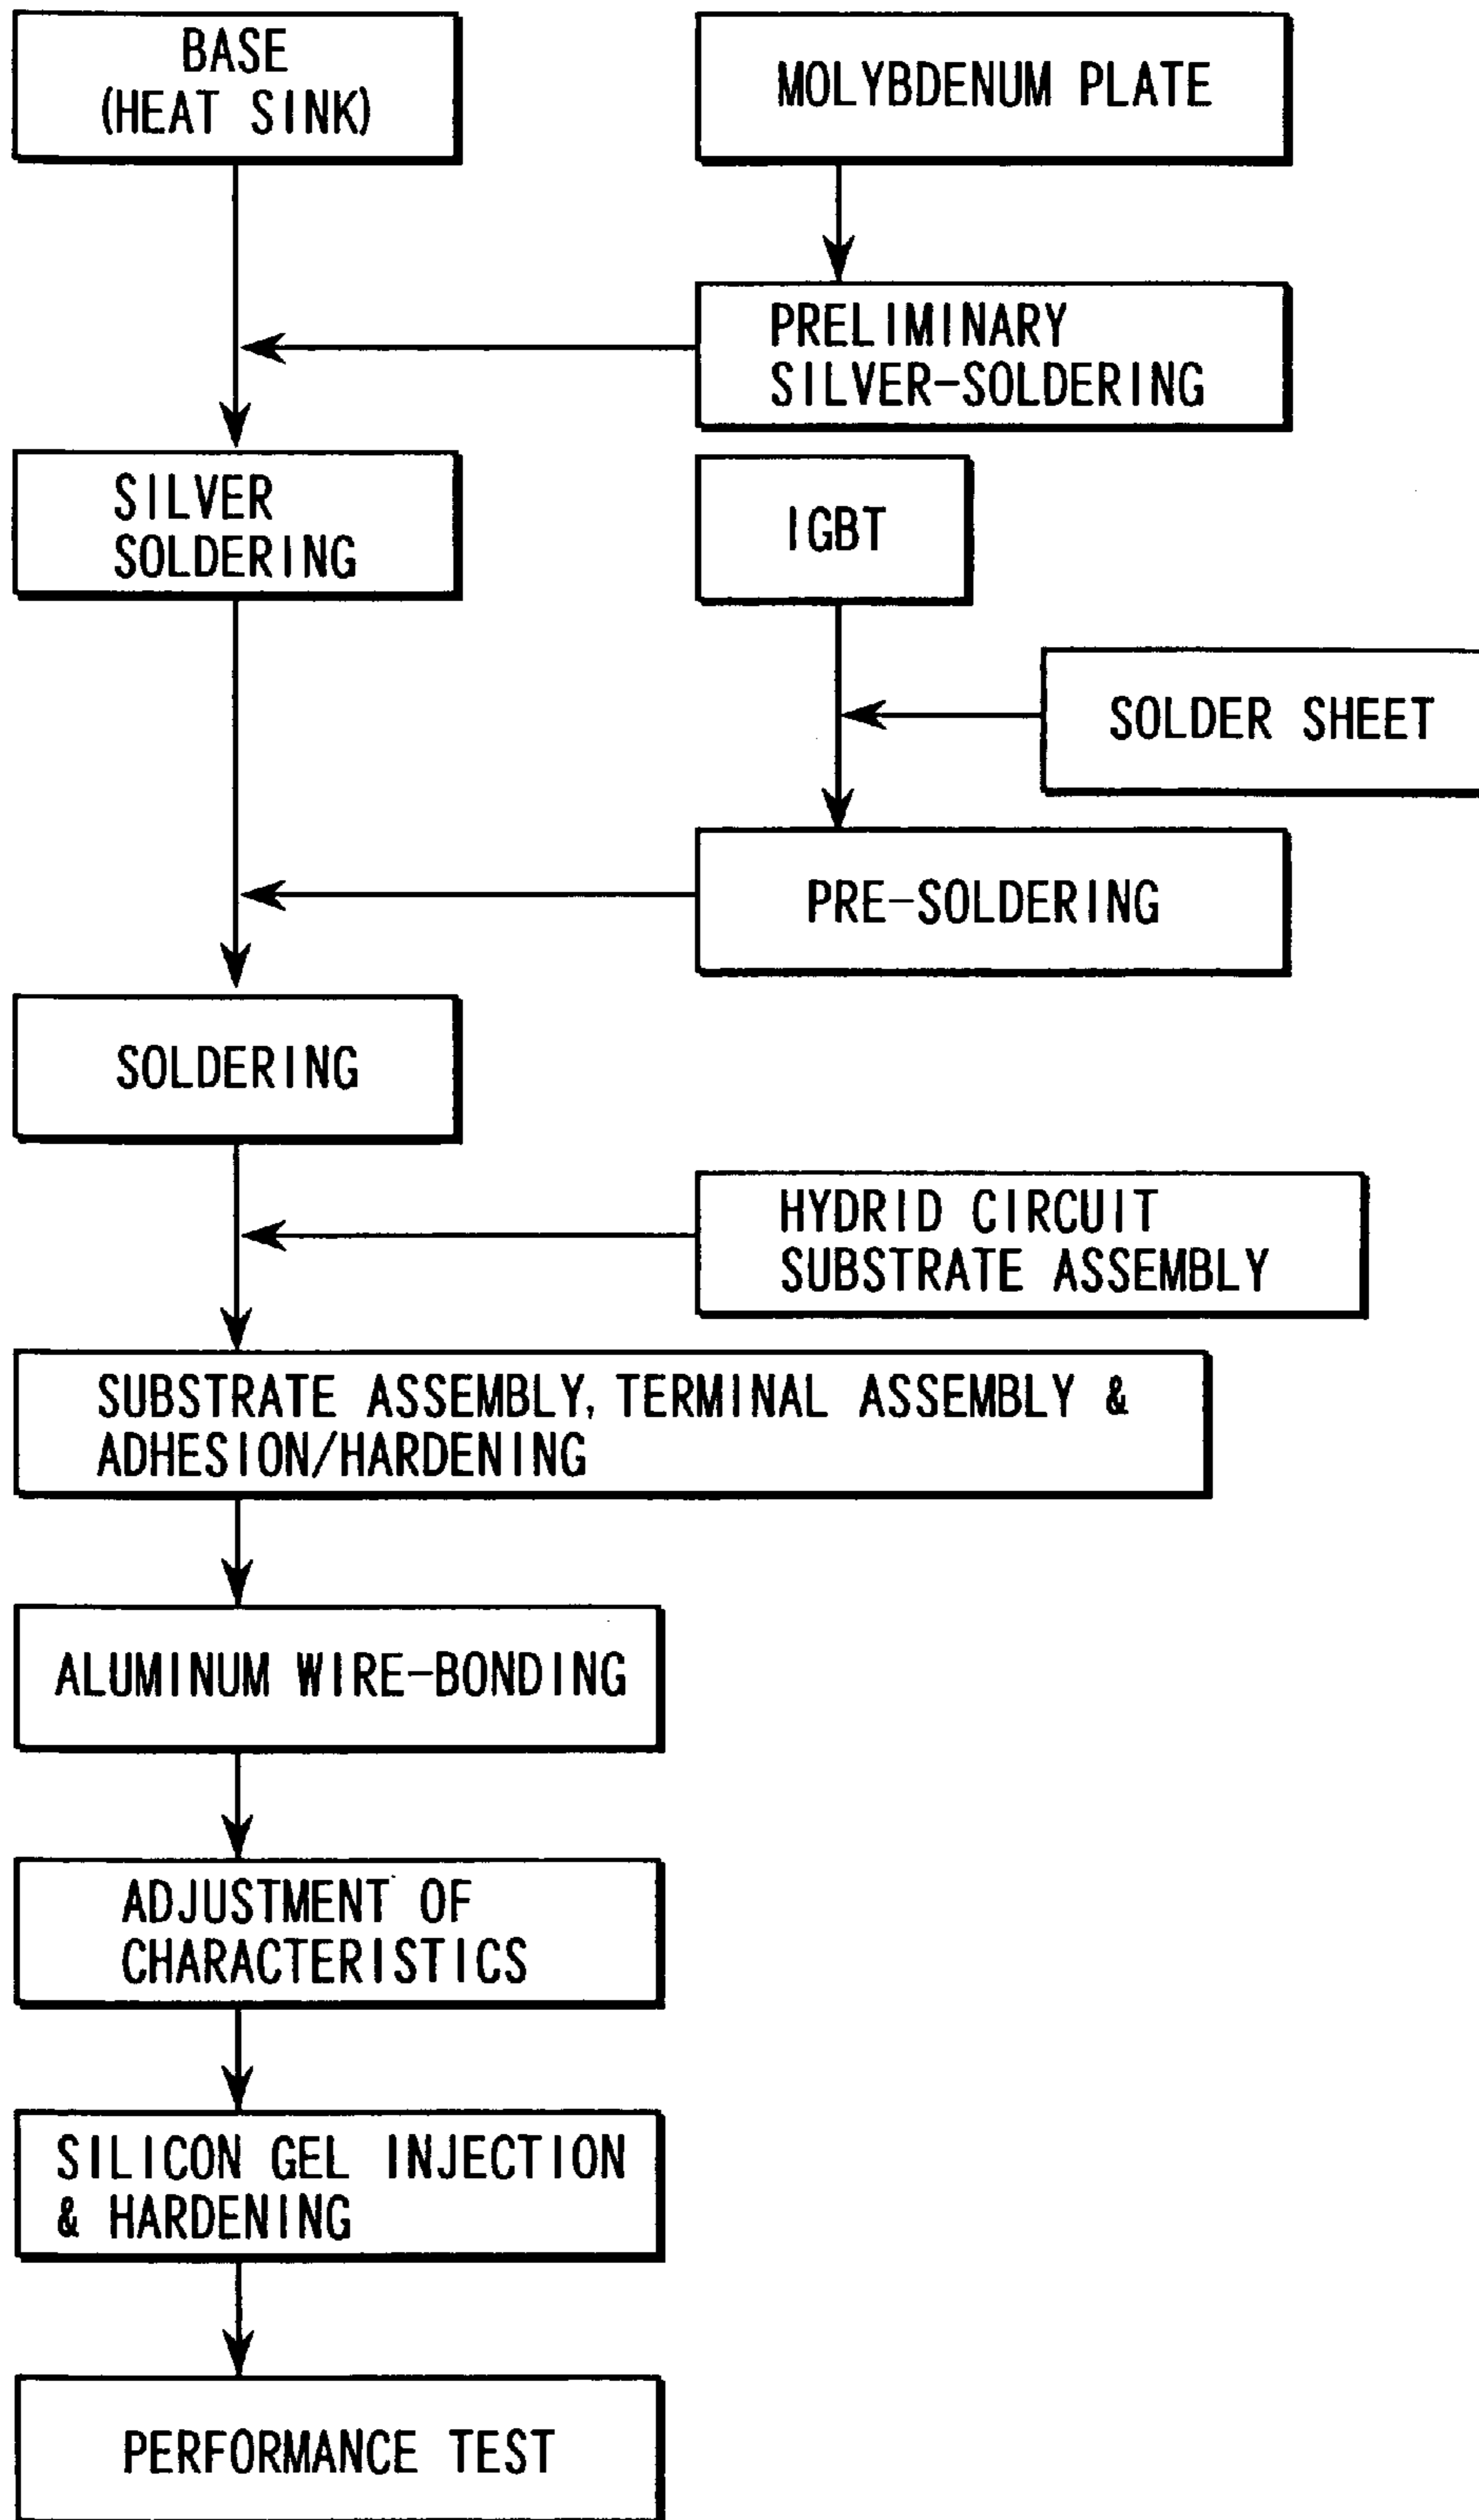 BASE
(HEAT SINK)
MOLYBDENUM PLATE
PRELIMINARY
SILVER-SOLDERING
SILVER
SOLDERING
IGBT
SOLDER SHEET
PRE-SOLDERING
SOLDERING
HYDRID CIRCUIT
SUBSTRATE ASSEMBLY
SUBSTRATE ASSEMBLY, TERMINAL ASSEMBLY &
ADHESION/HARDENING
ALUMINUM WIRE-BONDING
ADJUSTMENT OF
CHARACTERISTICS
SILICON GEL INJECTION
& HARDENING
PERFORMANCE TEST